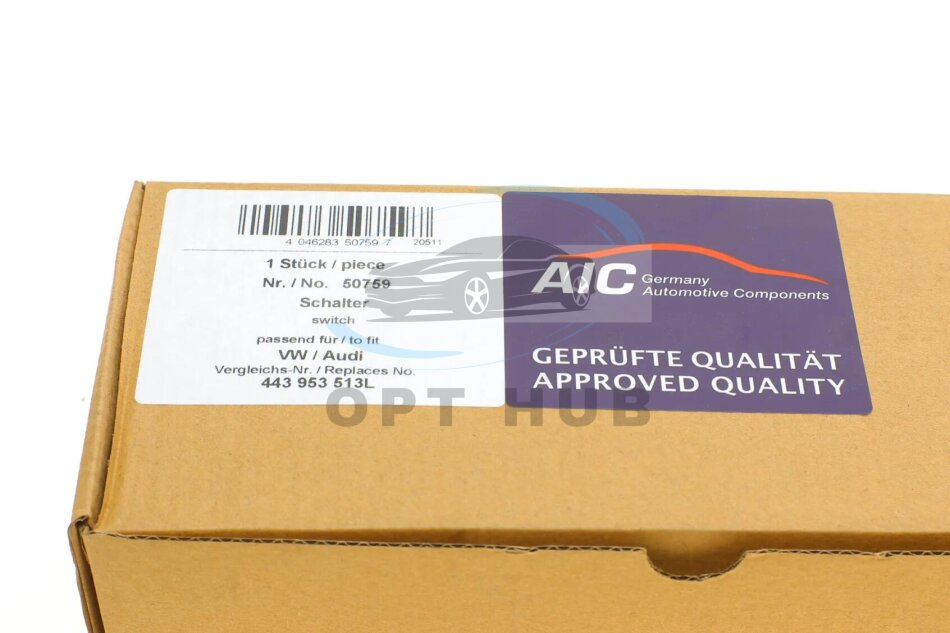 4 046283 50759 7 20511
1 Stück / piece
Nr. / No. 50759
Schalter
switch
passend für / to fit
VW / Audi
Vergleichs-Nr. / Replaces No.
443 953 513L
AIC Germany
Automotive Components
GEPRÜFTE QUALITÄT
APPROVED QUALITY
OPT HUB